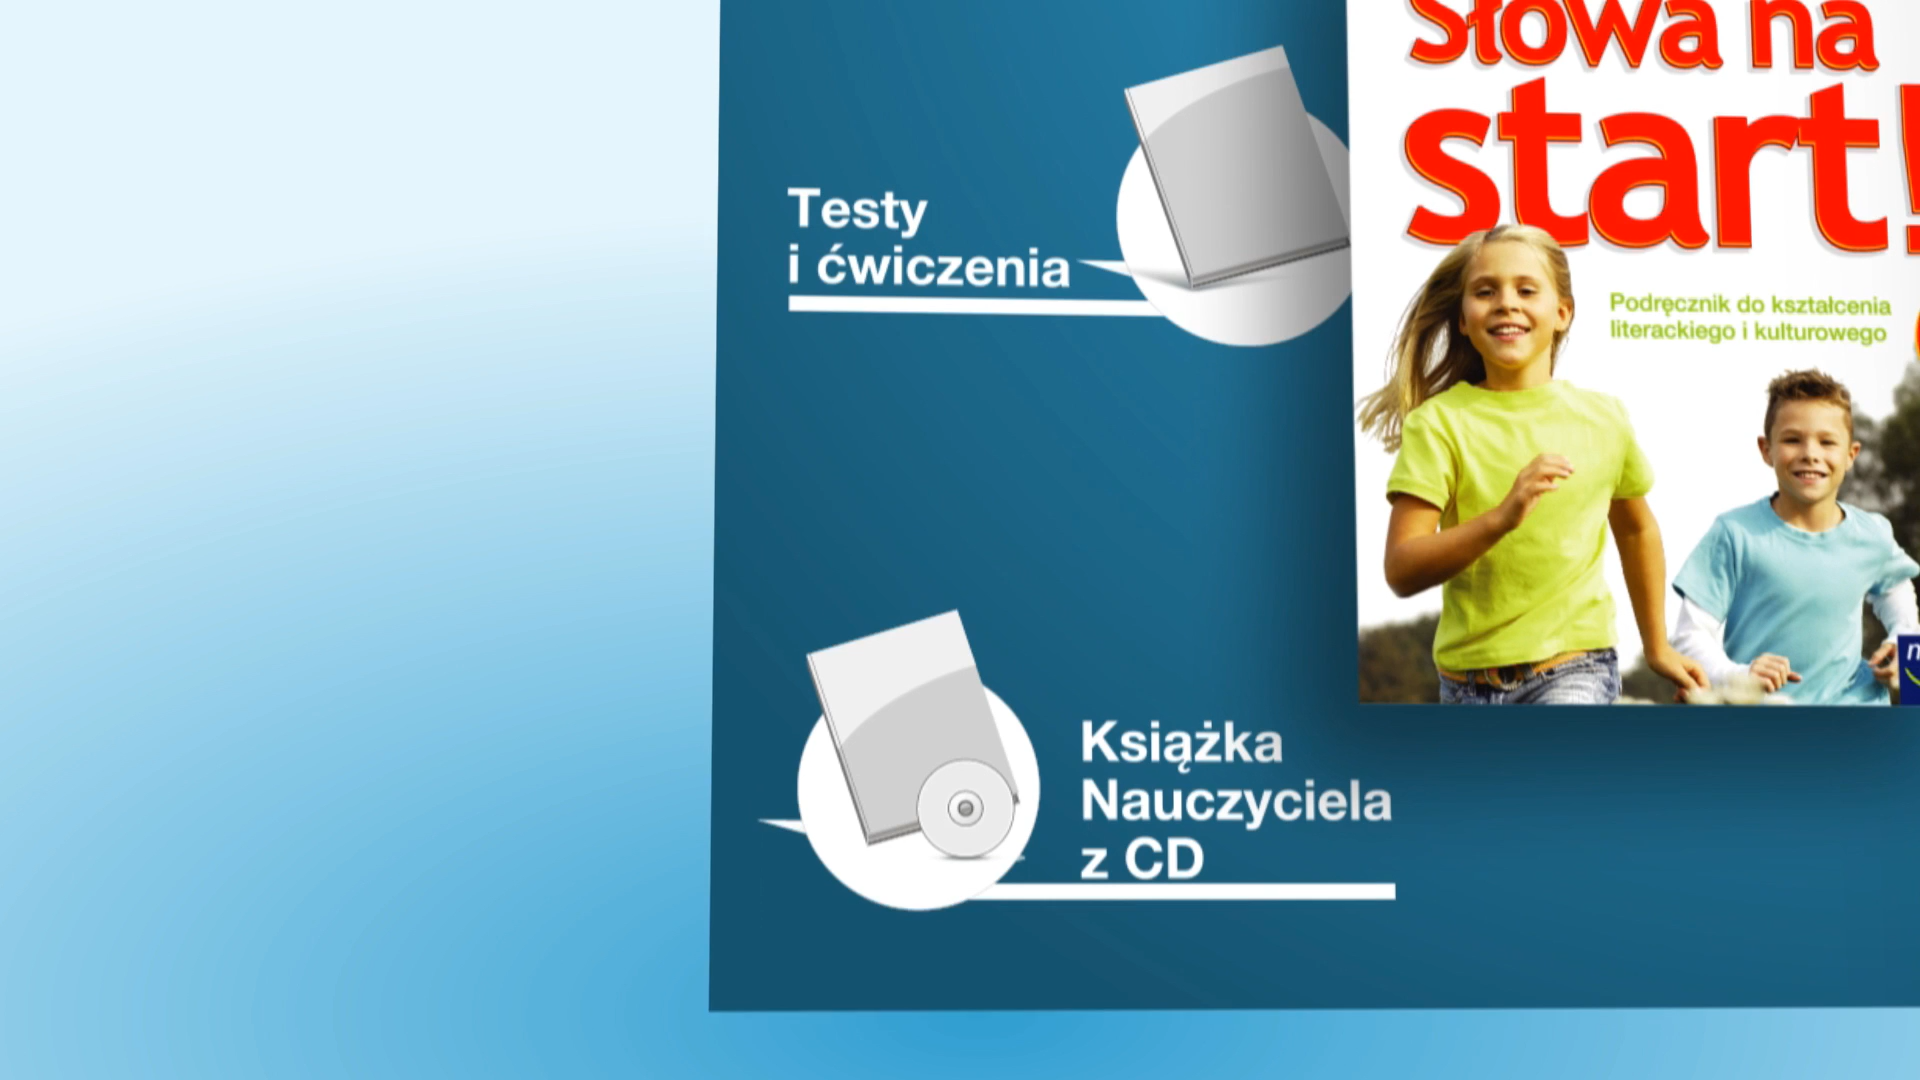 Testy
i ćwiczenia
Książka
Nauczyciela
z CD
Słowa na
start!
Podręcznik do kształcenia
literackiego i kulturowego